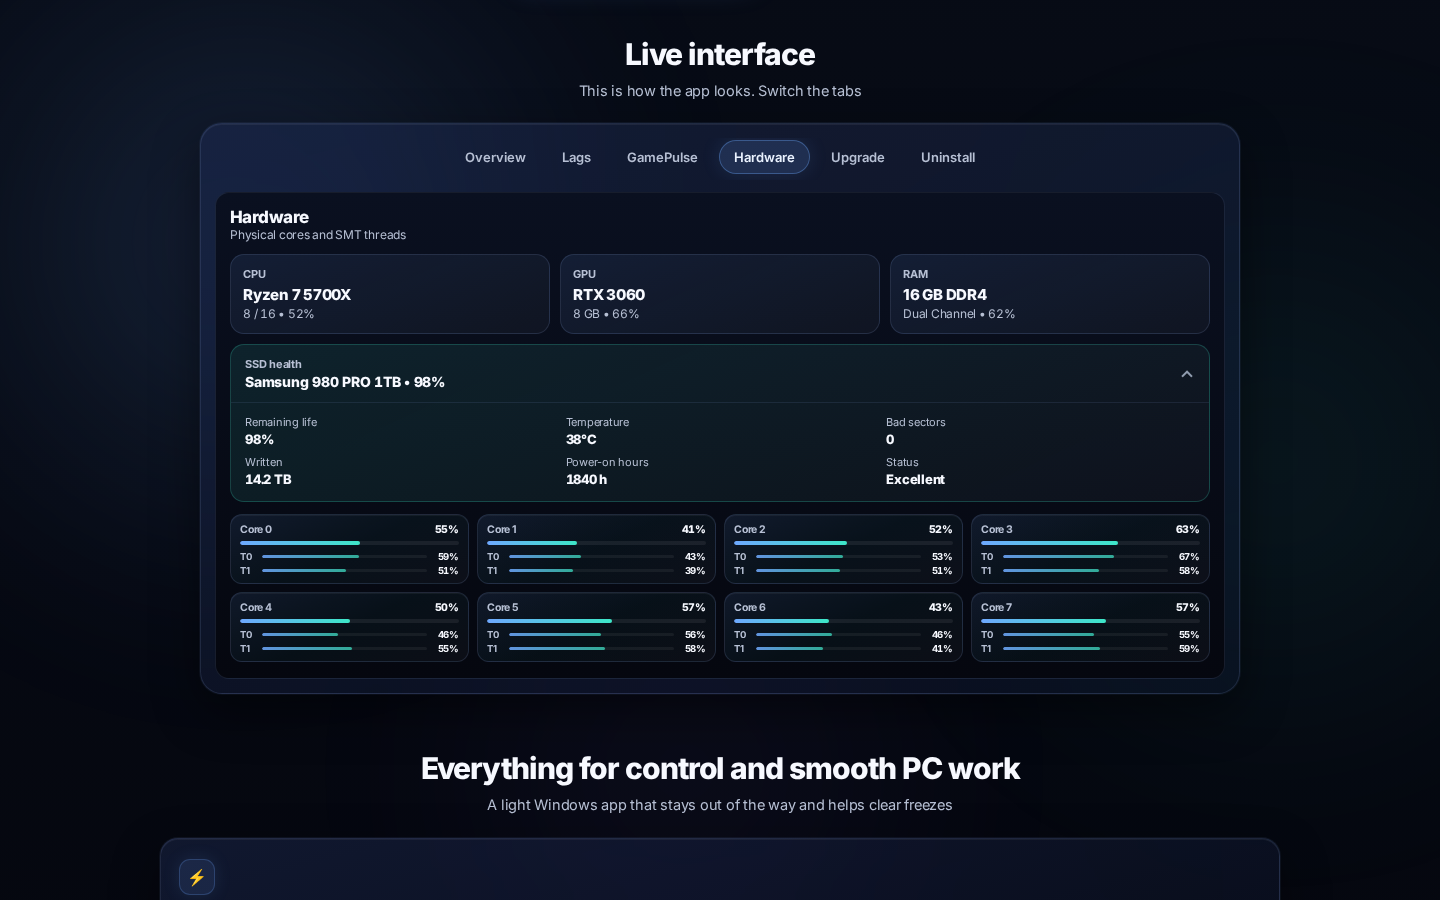 Live interface
This is how the app looks. Switch the tabs
Overview Lags GamePulse Hardware Upgrade Uninstall
Hardware
Physical cores and SMT threads
CPU
Ryzen 7 5700X
8 / 16 • 52%
GPU
RTX 3060
8 GB • 66%
RAM
16 GB DDR4
Dual Channel • 62%
SSD health
Samsung 980 PRO 1TB • 98%
Remaining life
98%
Temperature
38°C
Bad sectors
0
Written
14.2 TB
Power-on hours
1840 h
Status
Excellent
Core 0 55%
T0 59%
T1 51%
Core 1 41%
T0 43%
T1 39%
Core 2 52%
T0 53%
T1 51%
Core 3 63%
T0 67%
T1 58%
Core 4 50%
T0 46%
T1 55%
Core 5 57%
T0 56%
T1 58%
Core 6 43%
T0 46%
T1 41%
Core 7 57%
T0 55%
T1 59%
Everything for control and smooth PC work
A light Windows app that stays out of the way and helps clear freezes